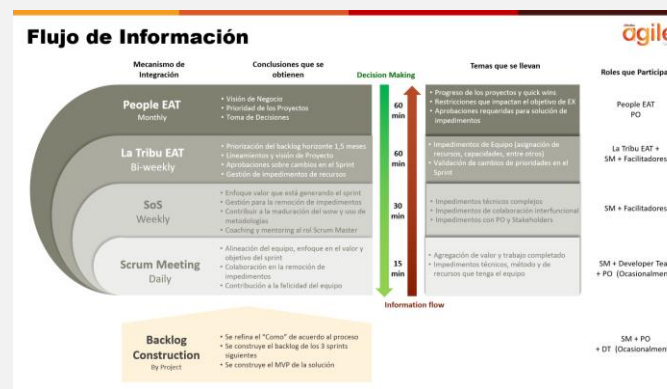 Flujo de Información
agile
Mecanismo de
Integración
Conclusiones que se
obtienen
Decision Making
Temas que se llevan
Roles que Participa
People EAT
Monthly
• Visión de Negocio
• Prioridad de los Proyectos
• Toma de Decisiones
60
min
• Progreso de los proyectos y quick wins
• Restricciones que impactan el objetivo de EX
• Aprobaciones requeridas para solución de
impedimentos
People EAT
PO
La Tribu EAT
Bi-weekly
• Priorización del backlog horizonte 1,5 meses
• Lineamientos y visión de Proyecto
• Aprobaciones sobre cambios en el Sprint
• Gestión de impedimentos de recursos
60
min
• Impedimentos de Equipo (asignación de
recursos, capacidades, entre otros)
• Validación de cambios de prioridades en el
Sprint
La Tribu EAT +
SM + Facilitadores
SoS
Weekly
• Enfoque valor que está generando el sprint
• Gestión para la remoción de impedimentos
• Contribuir a la maduración del wow y uso de
metodologías
• Coaching y mentoring al rol Scrum Master
30
min
• Impedimentos técnicos complejos
• Impedimentos de colaboración interfuncional
• Impedimentos con PO y Stakeholders
SM + Facilitadores
Scrum Meeting
Daily
• Alineación del equipo, enfoque en el valor y
objetivo del sprint
• Colaboración en la remoción de
impedimentos
• Contribución a la felicidad del equipo
15
min
• Agregación de valor y trabajo completado
• Impedimentos técnicos, método y de
recursos que tenga el equipo
SM + Developer Tea
+ PO (Ocasionalmen
Information flow
Backlog
Construction
By Project
• Se refina el "Como" de acuerdo al proceso
• Se construye el backlog de los 3 sprints
siguientes
• Se construye el MVP de la solución
SM + PO
+ DT (Ocasionalmen